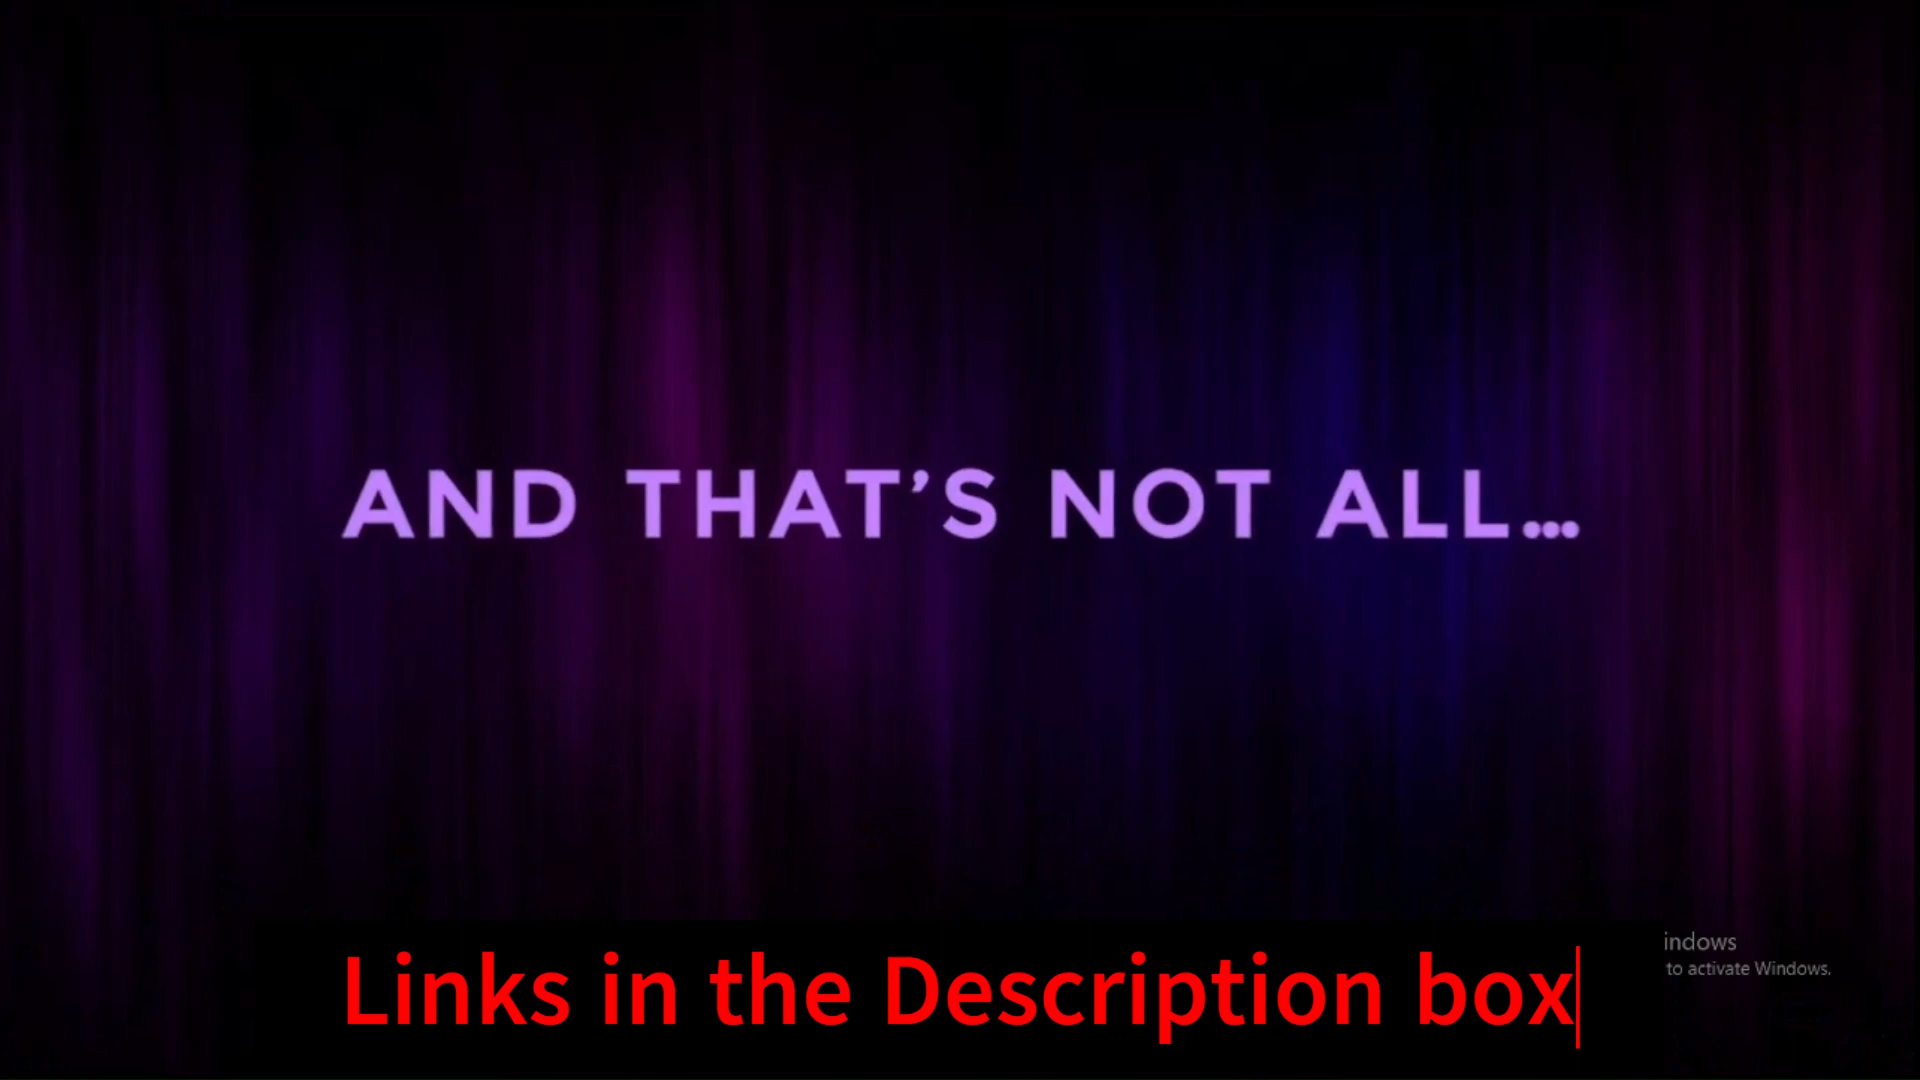 AND THAT’S NOT ALL…
indows
to activate Windows.
Links in the Description box